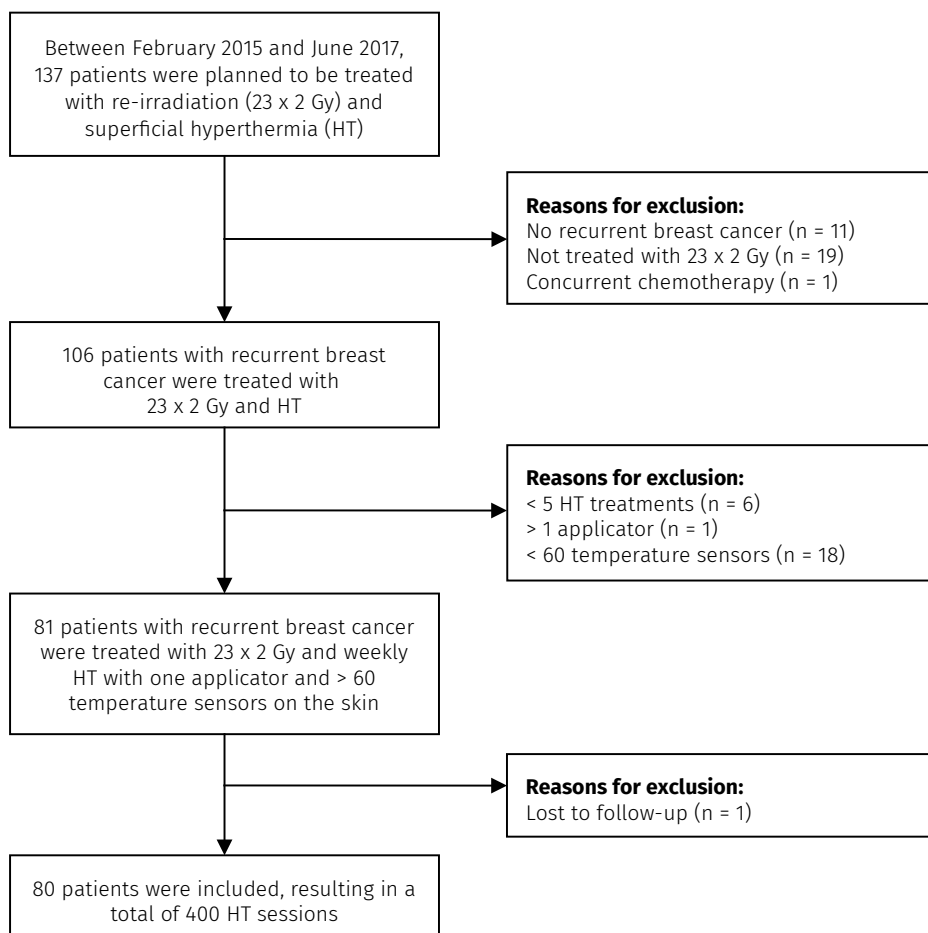 Between February 2015 and June 2017,
137 patients were planned to be treated
with re-irradiation (23 x 2 Gy) and
superficial hyperthermia (HT)
Reasons for exclusion:
No recurrent breast cancer (n = 11)
Not treated with 23 x 2 Gy (n = 19)
Concurrent chemotherapy (n = 1)
106 patients with recurrent breast
cancer were treated with
23 x 2 Gy and HT
Reasons for exclusion:
< 5 HT treatments (n = 6)
> 1 applicator (n = 1)
< 60 temperature sensors (n = 18)
81 patients with recurrent breast cancer
were treated with 23 x 2 Gy and weekly
HT with one applicator and > 60
temperature sensors on the skin
Reasons for exclusion:
Lost to follow-up (n = 1)
80 patients were included, resulting in a
total of 400 HT sessions